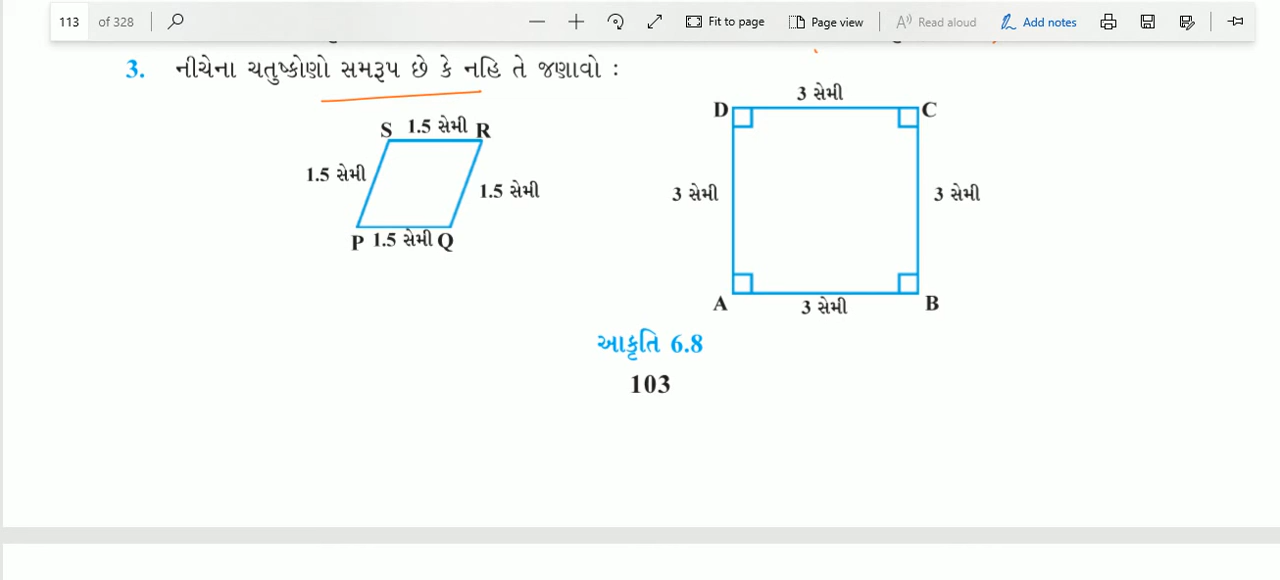 113 of 328 Fit to page Page view Read aloud Add notes
3. નીચેના ચતુષ્કોણો સમરૂપ છે કે નહિ તે જણાવો :
S 1.5 સેમી R
1.5 સેમી
1.5 સેમી
P 1.5 સેમી Q
3 સેમી
D C
3 સેમી 3 સેમી
A 3 સેમી B
આકૃતિ 6.8
103